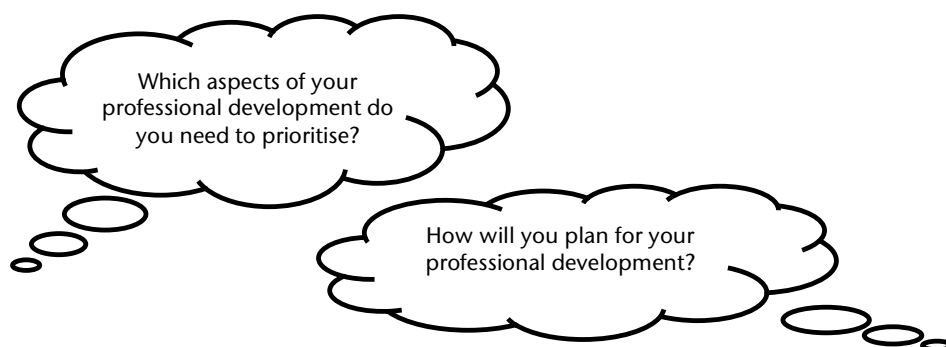 Which aspects of your
professional development do
you need to prioritise?
How will you plan for your
professional development?